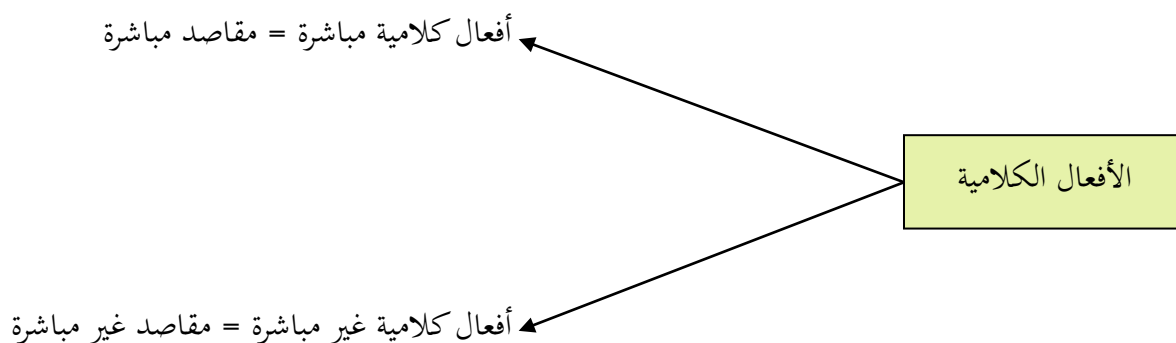 أفعال كلامية مباشرة = مقاصد مباشرة
الأفعال الكلامية
أفعال كلامية غير مباشرة = مقاصد غير مباشرة